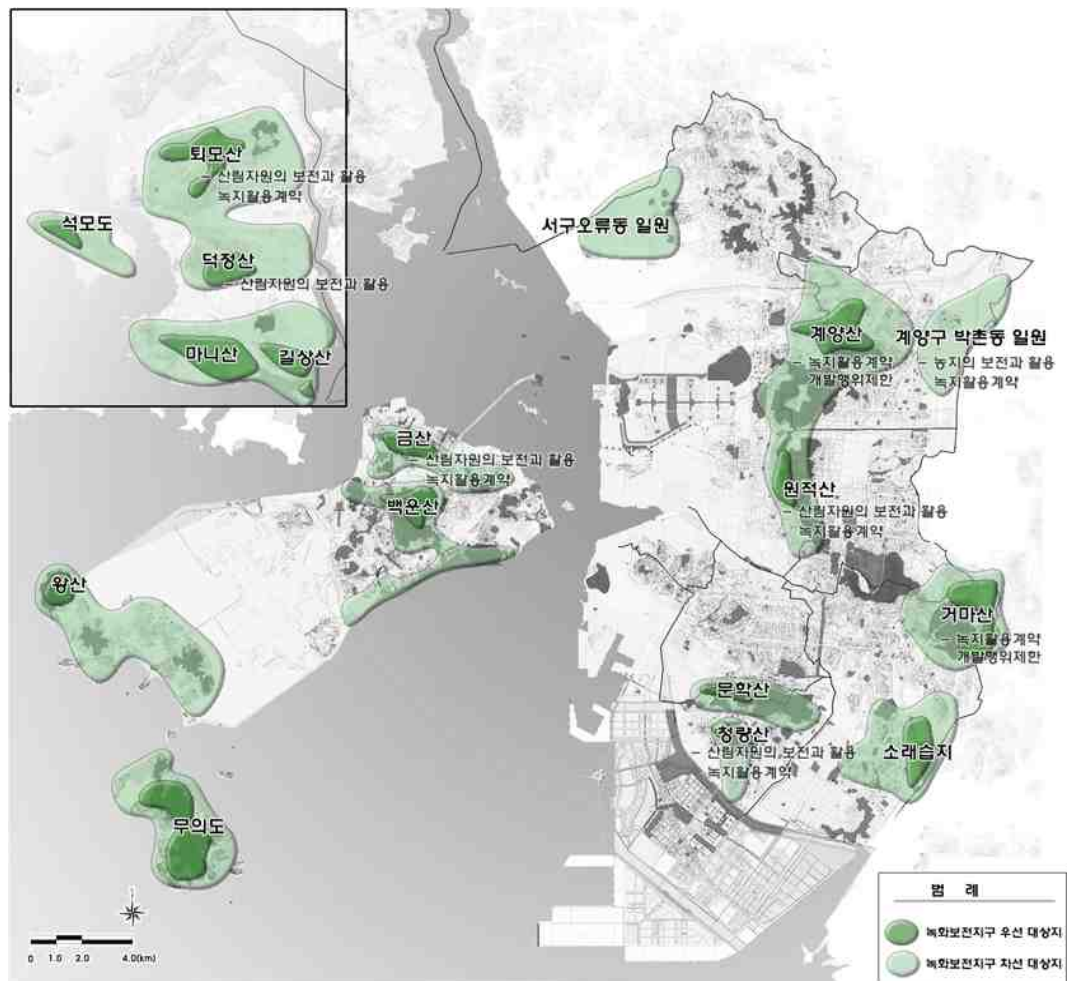 퇴모산
– 산림자원의 보전과 활용
녹지활용계약
석모도
덕정산
– 산림자원의 보전과 활용
마니산
길상산
서구오류동 일원
계양산
– 녹지활용계약
개발행위제한
계양구 박촌동 일원
– 농지의 보전과 활용
녹지활용계약
금산
– 산림자원의 보전과 활용
녹지활용계약
백운산
원적산
– 산림자원의 보전과 활용
녹지활용계약
왕산
거마산
– 녹지활용계약
개발행위제한
문학산
청량산
– 산림자원의 보전과 활용
녹지활용계약
소래습지
무의도
0 1.0 2.0 4.0(km)
범 례
녹화보전지구 우선 대상지
녹화보전지구 차선 대상지